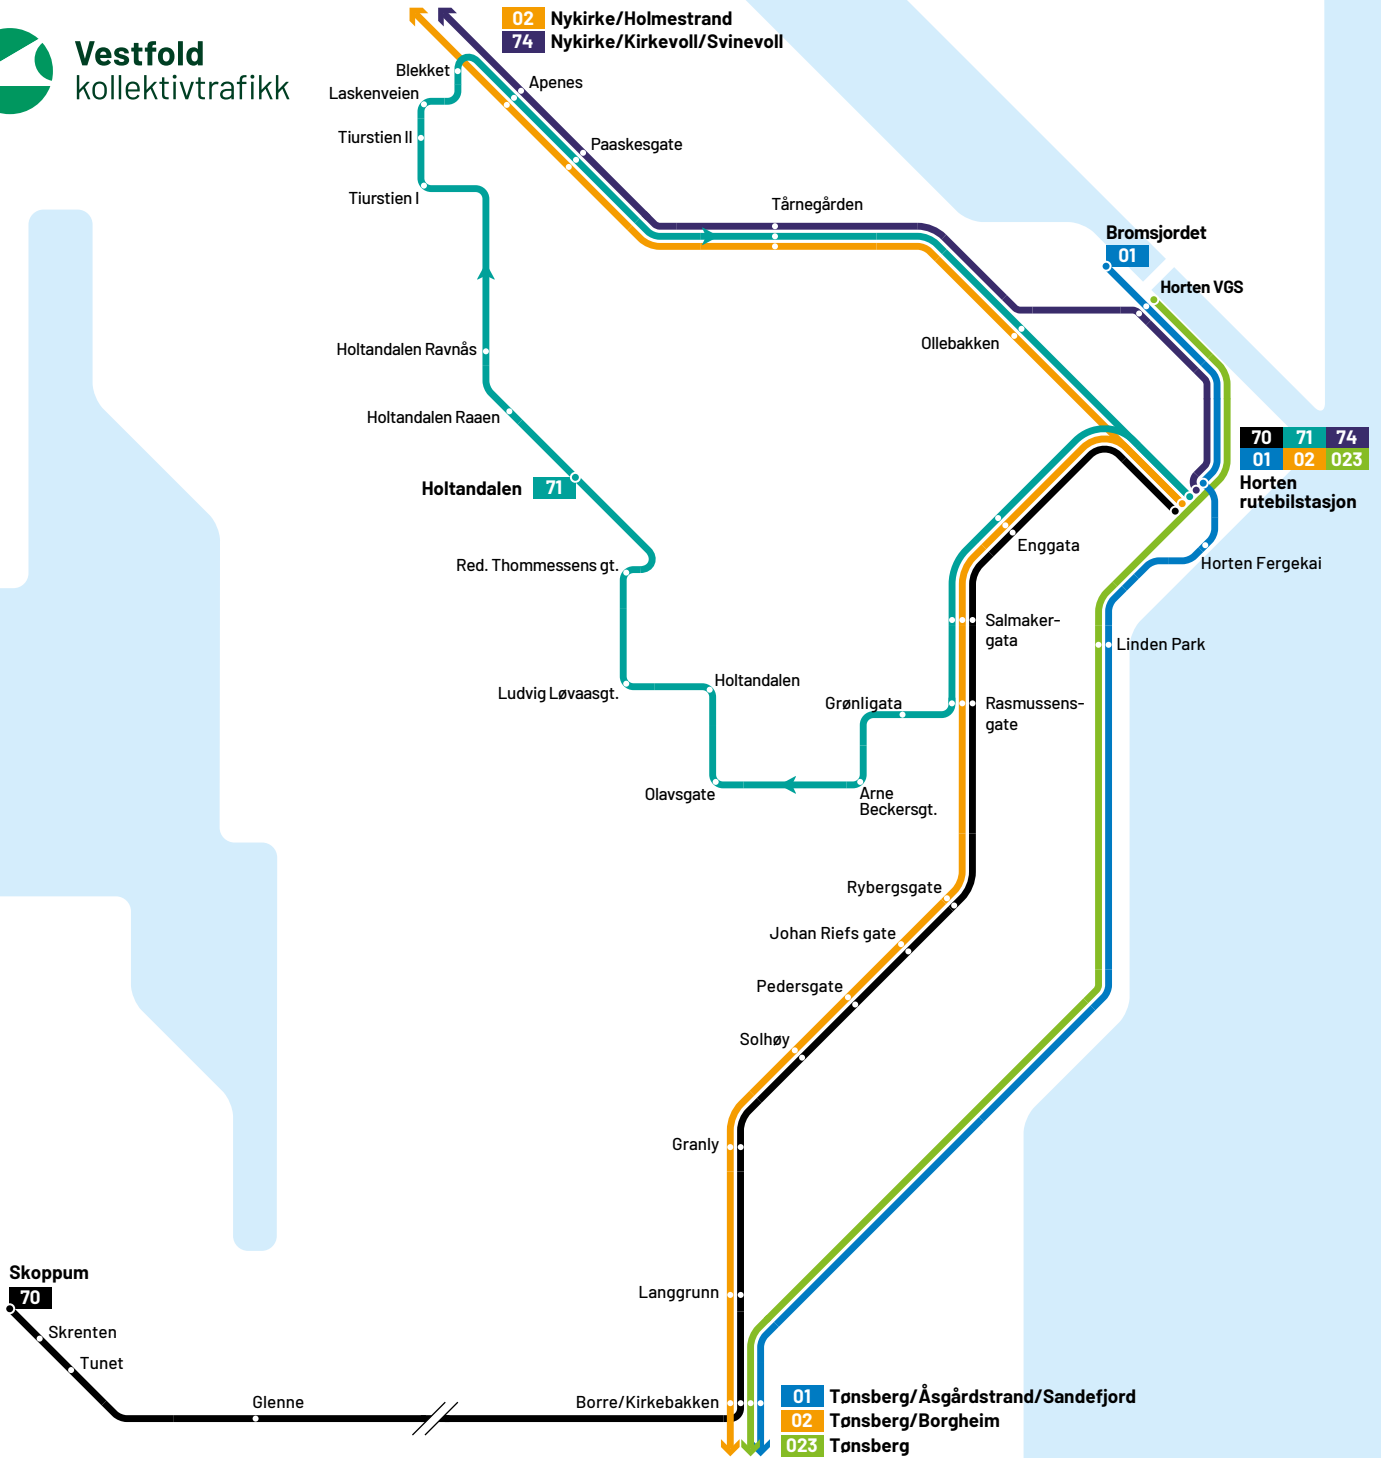 Vestfold
kollektivtrafikk
02 Nykirke/Holmestrand
74 Nykirke/Kirkevoll/Svinevoll
Blekket
Apenes
Laskenveien
Tiurstien II
Paaskesgate
Tiurstien I
Tårnegården
Bromsjordet
01
Horten VGS
Ollebakken
Holtandalen Ravnås
Holtandalen Raaen
70 71 74
01 02 023
Horten
rutebilstasjon
Holtandalen 71
Enggata
Horten Fergekai
Red. Thommessens gt.
Salmaker-
gata
Linden Park
Holtandalen
Ludvig Løvaasgt.
Grønligata
Rasmussens-
gate
Olavsgate
Arne
Beckersgt.
Rybergsgate
Johan Riefs gate
Pedersgate
Solhøy
Granly
Skoppum
70
Langgrunn
Skrenten
Tunet
Glenne
Borre/Kirkebakken
01 Tønsberg/Åsgårdstrand/Sandefjord
02 Tønsberg/Borgheim
023 Tønsberg